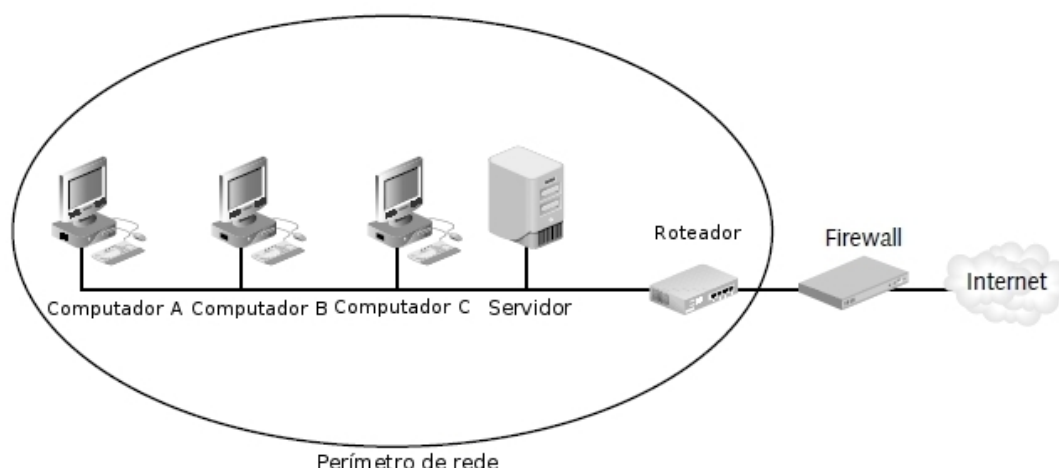 Roteador
Firewall
Internet
Computador A
Computador B
Computador C
Servidor
Perímetro de rede